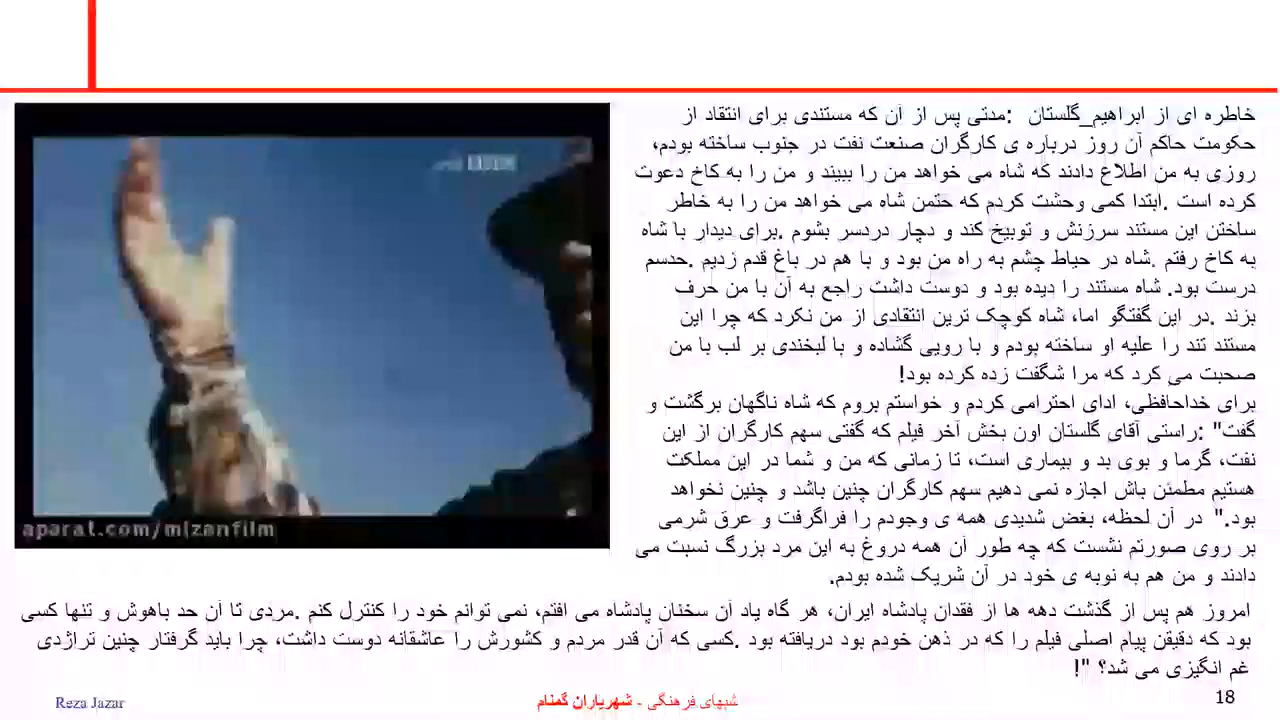 خاطره ای از ابراهیم_گلستان :مدتی پس از آن که مستندی برای انتقاد از
حکومت حاکم آن روز درباره ی کارگران صنعت نفت در جنوب ساخته بودم،
روزی به من اطلاع دادند که شاه می خواهد من را ببیند و من را به کاخ دعوت
کرده است .ابتدا کمی وحشت کردم که حتمن شاه می خواهد من را به خاطر
ساختن این مستند سرزنش و توبیخ کند و دچار دردسر بشوم .برای دیدار با شاه
به کاخ رفتم .شاه در حیاط چشم به راه من بود و با هم در باغ قدم زدیم .حدسم
درست بود. شاه مستند را دیده بود و دوست داشت راجع به آن با من حرف
بزند .در این گفتگو اما، شاه کوچک ترین انتقادی از من نکرد که چرا این
مستند تند را علیه او ساخته بودم و با رویی گشاده و با لبخندی بر لب با من
صحبت می کرد که مرا شگفت زده کرده بود!
برای خداحافظی، ادای احترامی کردم و خواستم بروم که شاه ناگهان برگشت و
گفت" :راستی آقای گلستان اون بخش آخر فیلم که گفتی سهم کارگران از این
نفت، گرما و بوی بد و بیماری است، تا زمانی که من و شما در این مملکت
هستیم مطمئن باش اجازه نمی دهیم سهم کارگران چنین باشد و چنین نخواهد
بود." در آن لحظه، بغض شدیدی همه ی وجودم را فراگرفت و عرق شرمی
بر روی صورتم نشست که چه طور آن همه دروغ به این مرد بزرگ نسبت می
دادند و من هم به نوبه ی خود در آن شریک شده بودم.
امروز هم پس از گذشت دهه ها از فقدان پادشاه ایران، هر گاه یاد آن سخنان پادشاه می افتم، نمی توانم خود را کنترل کنم .مردی تا آن حد باهوش و تنها کسی
بود که دقیقن پیام اصلی فیلم را که در ذهن خودم بود دریافته بود .کسی که آن قدر مردم و کشورش را عاشقانه دوست داشت، چرا باید گرفتار چنین تراژدی
غم انگیزی می شد؟ "!
BBC
aparat.com/mizanfilm
Reza Jazar
شبهای فرهنگی - شهریاران گمنام
18